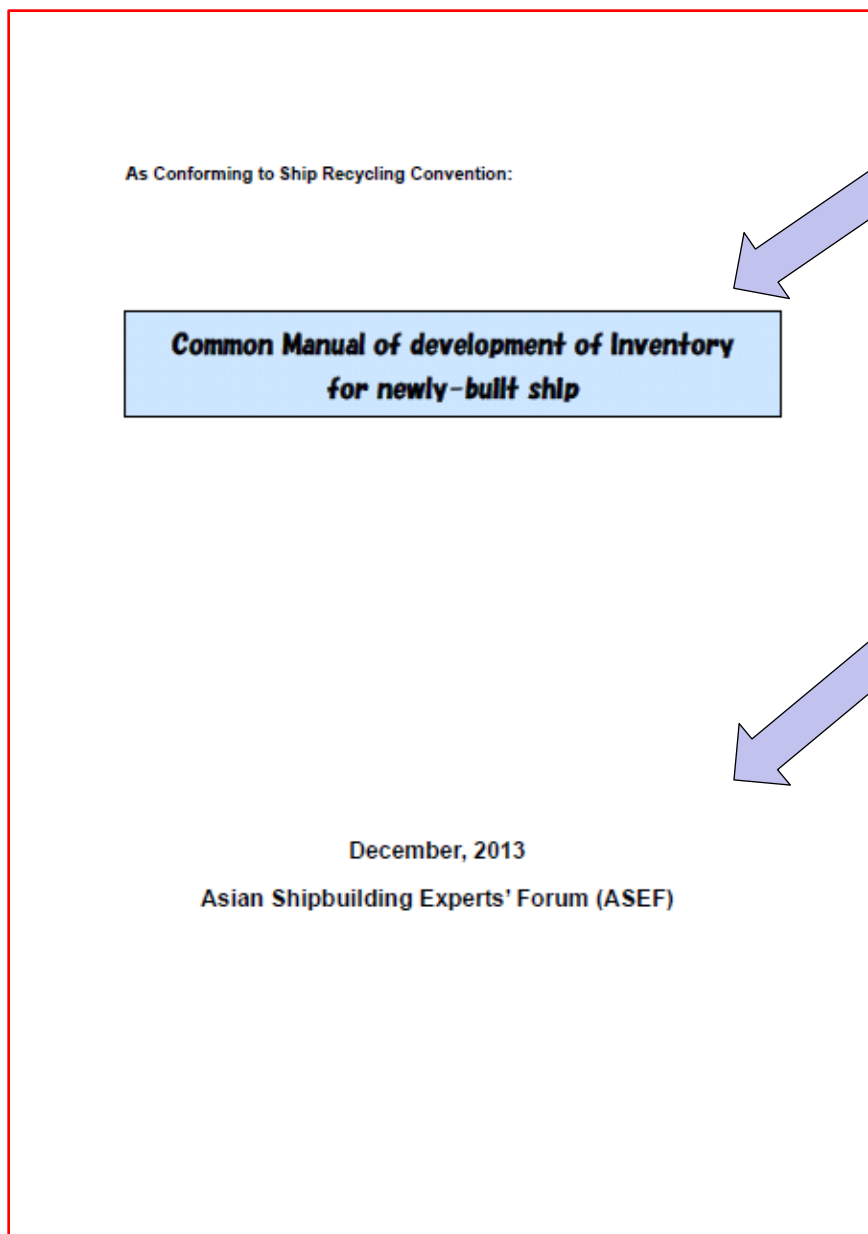 As Conforming to Ship Recycling Convention:
Common Manual of development of Inventory
for newly-built ship
December, 2013
Asian Shipbuilding Experts' Forum (ASEF)